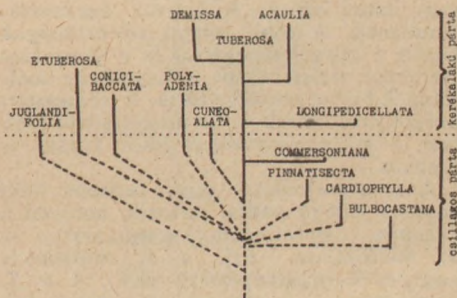 DEMISSA ACAULIA
TUBEROSA
ETUBEROSA
CONICI-
BACCATA
POLY-
ADENIA
JUGLANDI-
FOLIA
CUNEO-
ALATA
LONGIPEDICELLATA
COMMERSONIANA
PINNATISECTA
CARDIOPHYLLA
BULBOCASTANA
kerékalakú párta
csillagos párta